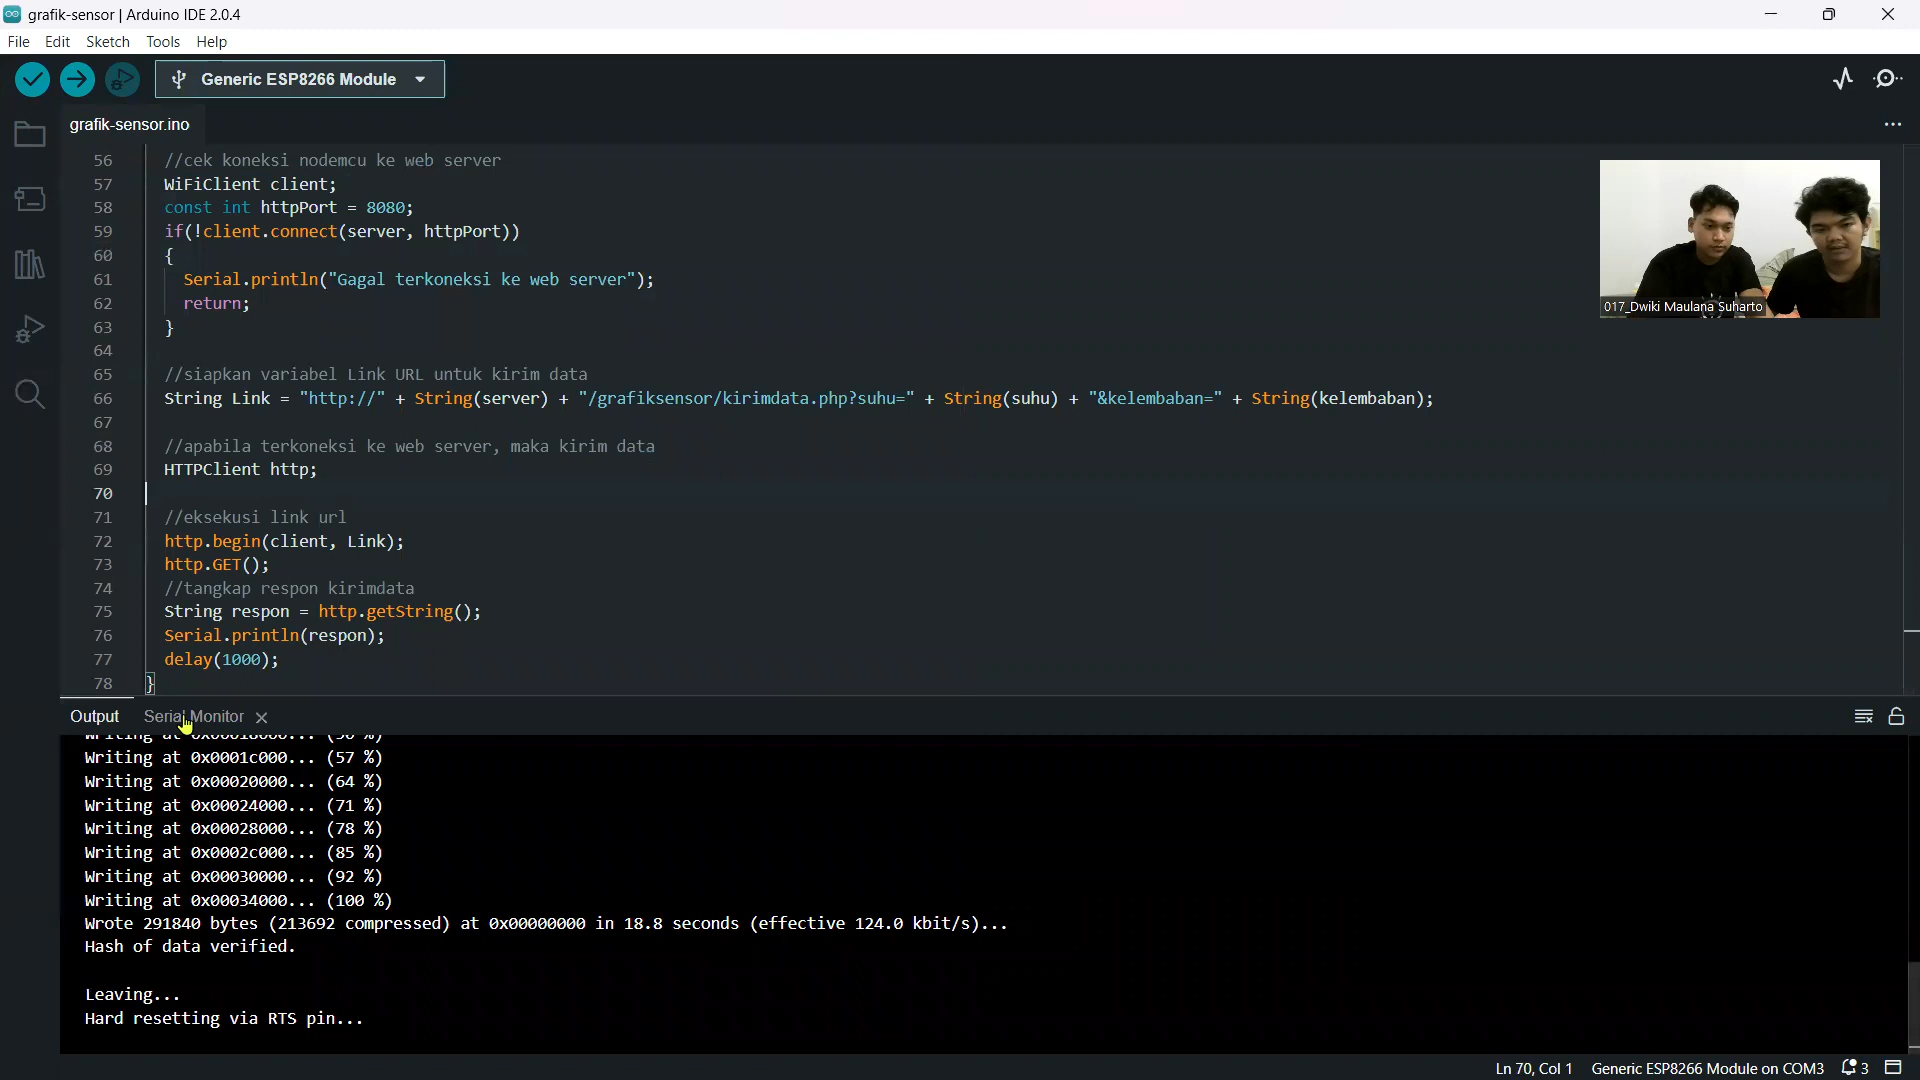 grafik-sensor | Arduino IDE 2.0.4
File Edit Sketch Tools Help
Generic ESP8266 Module
grafik-sensor.ino
56 //cek koneksi nodemcu ke web server
57 WiFiClient client;
58 const int httpPort = 8080;
59 if(!client.connect(server, httpPort))
60 {
61 Serial.println("Gagal terkoneksi ke web server");
62 return;
63 }
64
65 //siapkan variabel Link URL untuk kirim data
66 String Link = "http://" + String(server) + "/grafiksensor/kirimdata.php?suhu=" + String(suhu) + "&kelembaban=" + String(kelembaban);
67
68 //apabila terkoneksi ke web server, maka kirim data
69 HTTPClient http;
70
71 //eksekusi link url
72 http.begin(client, Link);
73 http.GET();
74 //tangkap respon kirimdata
75 String respon = http.getString();
76 Serial.println(respon);
77 delay(1000);
78 }
017_Dwiki Maulana Suharto
Output Serial Monitor
Writing at 0x00018000... (50 %)
Writing at 0x0001c000... (57 %)
Writing at 0x00020000... (64 %)
Writing at 0x00024000... (71 %)
Writing at 0x00028000... (78 %)
Writing at 0x0002c000... (85 %)
Writing at 0x00030000... (92 %)
Writing at 0x00034000... (100 %)
Wrote 291840 bytes (213692 compressed) at 0x00000000 in 18.8 seconds (effective 124.0 kbit/s)...
Hash of data verified.
Leaving...
Hard resetting via RTS pin...
Ln 70, Col 1 Generic ESP8266 Module on COM3 3